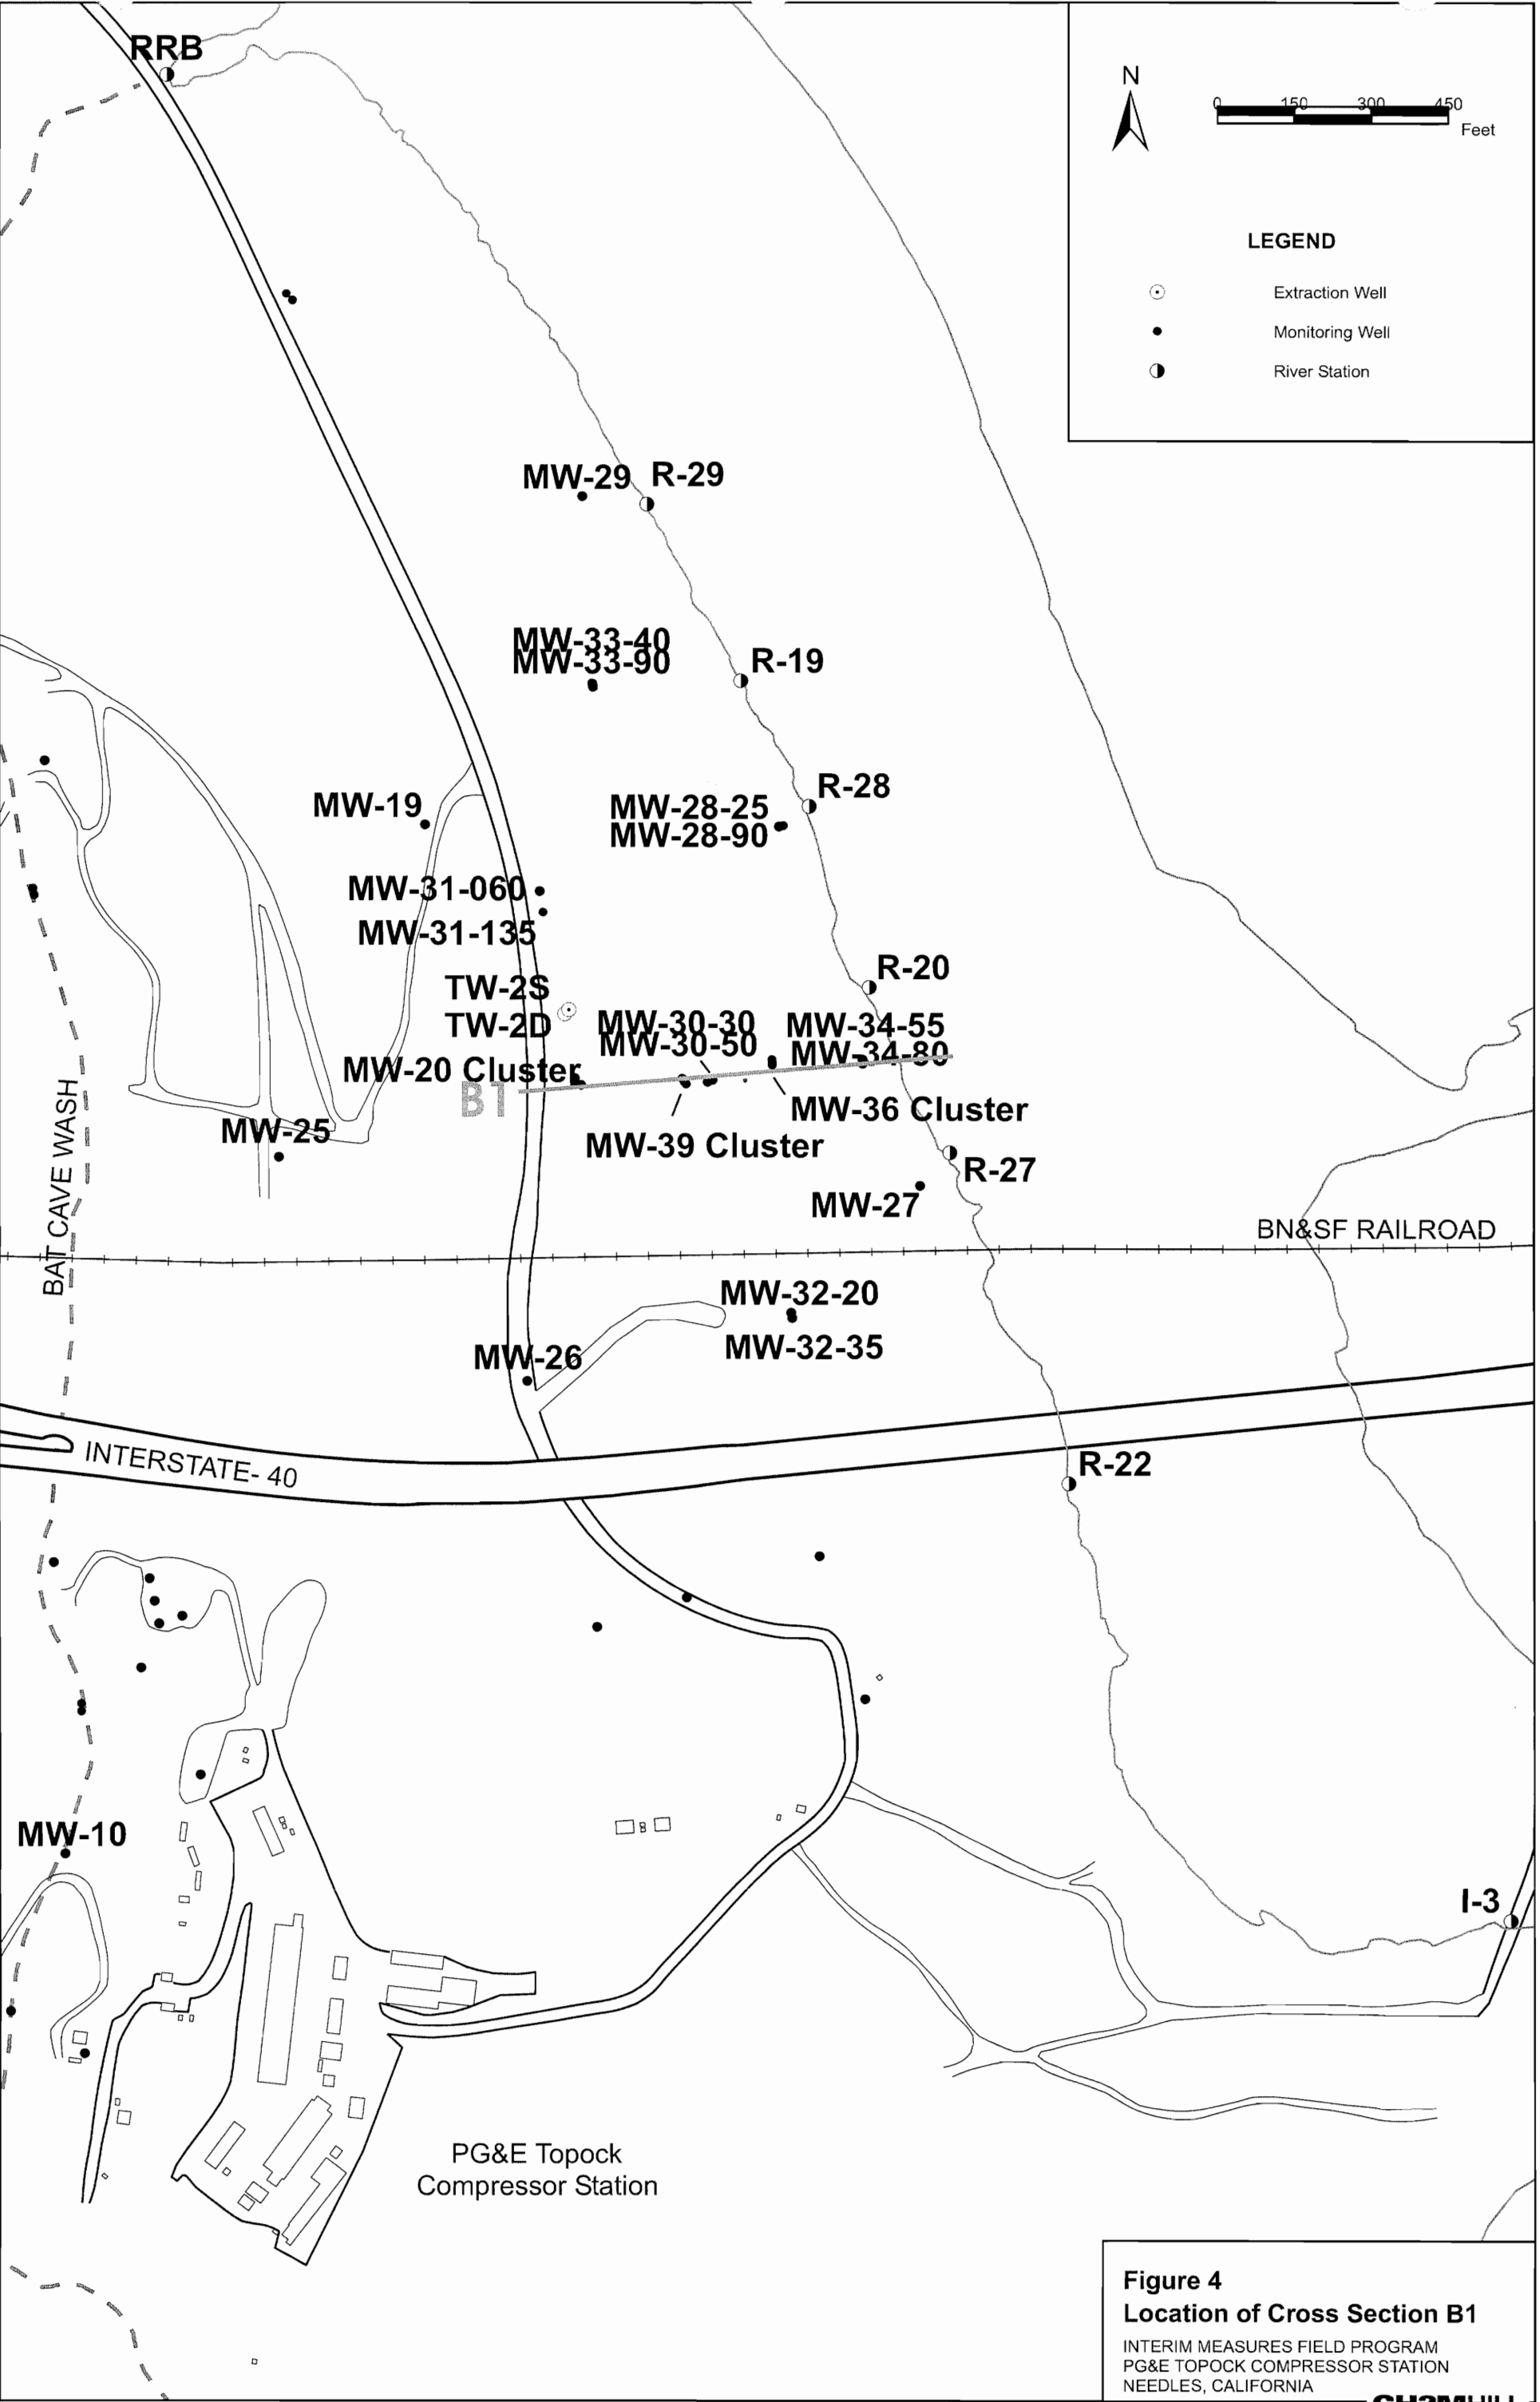 RRB
N
0 150 300 450
Feet
LEGEND
Extraction Well
Monitoring Well
River Station
MW-29 R-29
MW-33-40
MW-33-90
R-19
R-28
MW-19
MW-28-25
MW-28-90
MW-31-060
MW-31-135
R-20
TW-2S
TW-2D
MW-30-30
MW-30-50
MW-34-55
MW-34-80
MW-20 Cluster
B1
MW-36 Cluster
MW-25
MW-39 Cluster
R-27
MW-27
BAT CAVE WASH
BN&SF RAILROAD
MW-32-20
MW-32-35
MW-26
INTERSTATE- 40
R-22
MW-10
I-3
PG&E Topock
Compressor Station
Figure 4
Location of Cross Section B1
INTERIM MEASURES FIELD PROGRAM
PG&E TOPOCK COMPRESSOR STATION
NEEDLES, CALIFORNIA
CH2MHILL